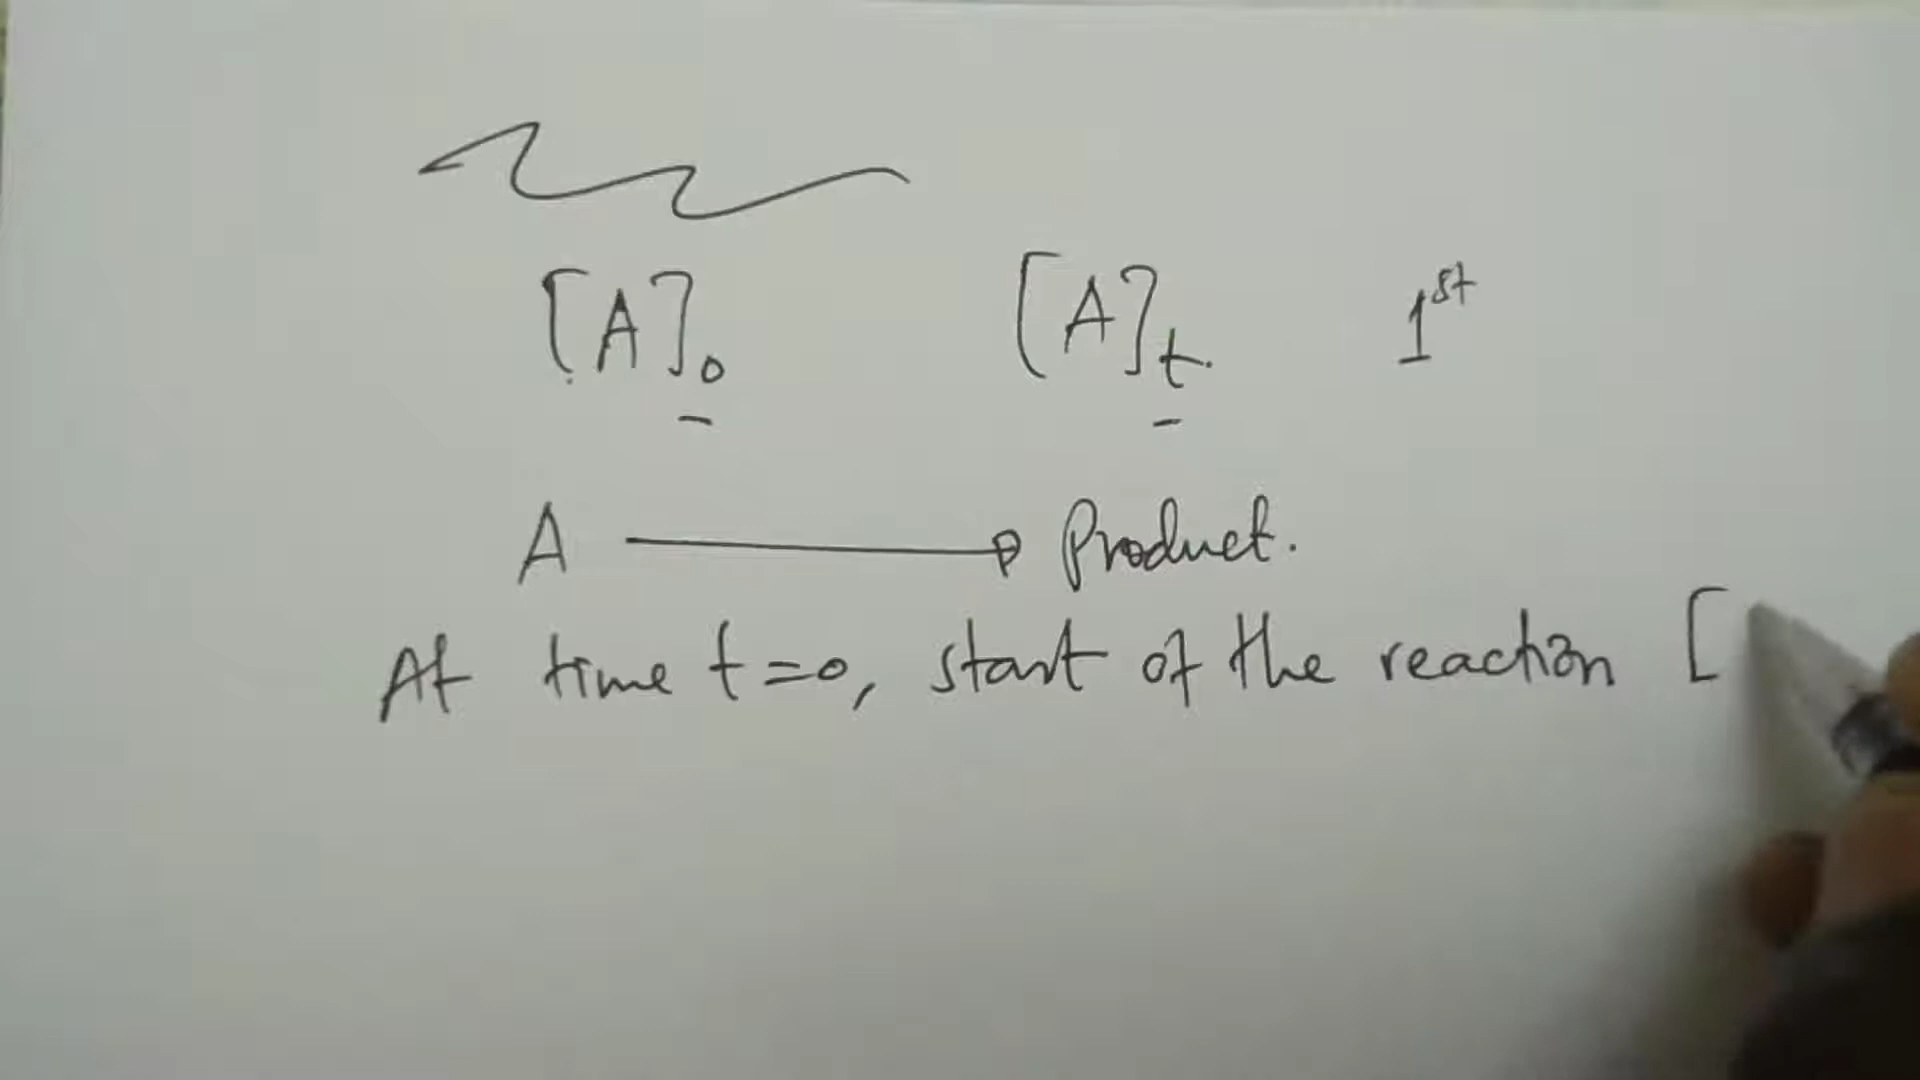 [A]₀ [A]ₜ. 1ˢᵗ
A → Product.
At time t=0, start of the reaction [